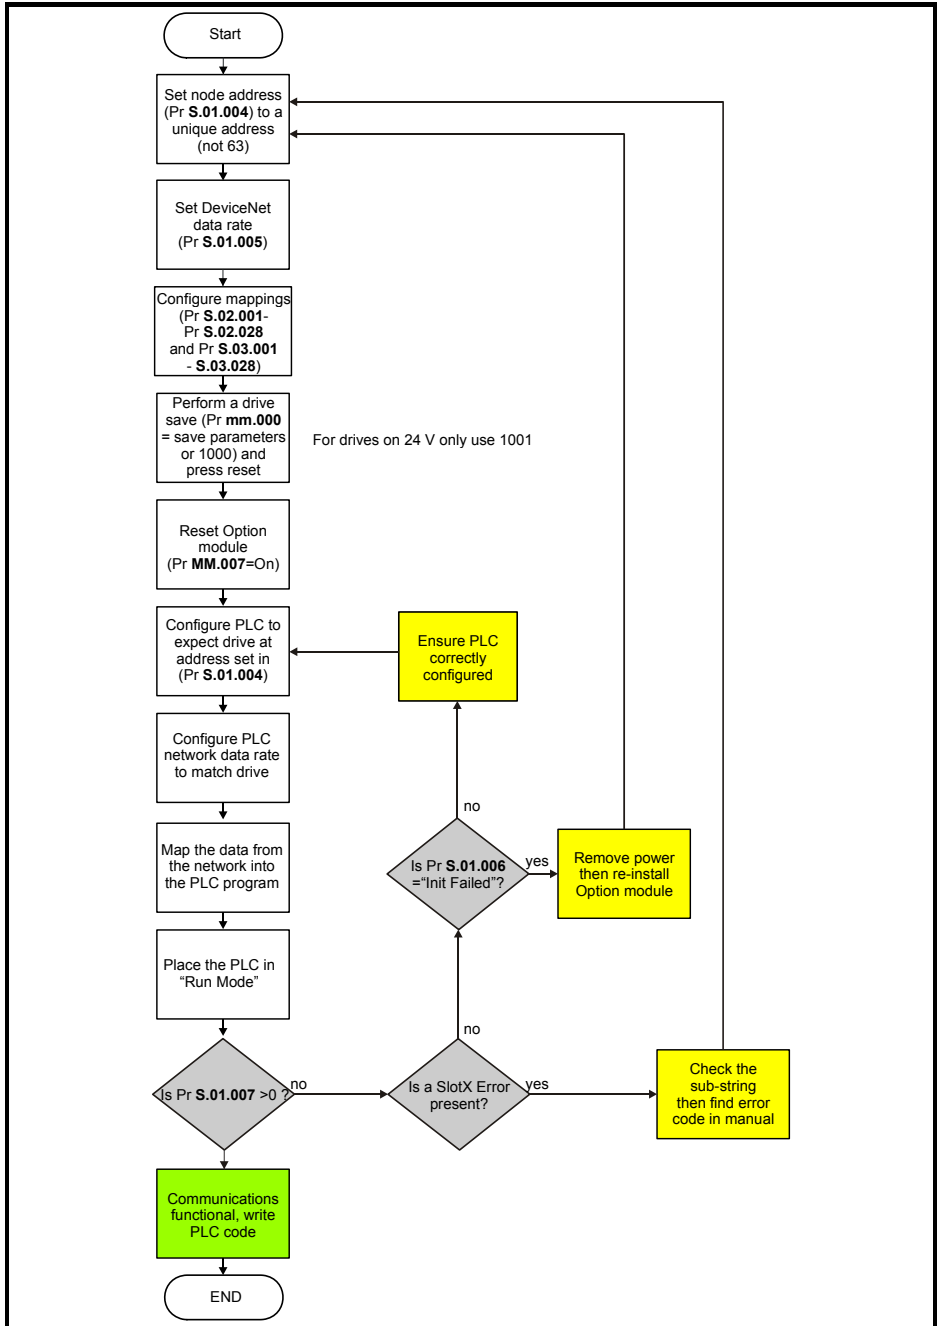 Start
Set node address
(Pr S.01.004) to a
unique address
(not 63)
Set DeviceNet
data rate
(Pr S.01.005)
Configure mappings
(Pr S.02.001-
Pr S.02.028
and Pr S.03.001
- S.03.028)
Perform a drive
save (Pr mm.000
= save parameters
or 1000) and
press reset
For drives on 24 V only use 1001
Reset Option
module
(Pr MM.007=On)
Configure PLC to
expect drive at
address set in
(Pr S.01.004)
Ensure PLC
correctly
configured
Configure PLC
network data rate
to match drive
no
Map the data from
the network into
the PLC program
Is Pr S.01.006
="Init Failed"?
yes
Remove power
then re-install
Option module
Place the PLC in
“Run Mode”
no
Is Pr S.01.007 >0 ?
no
Is a SlotX Error
present?
yes
Check the
sub-string
then find error
code in manual
Communications
functional, write
PLC code
END